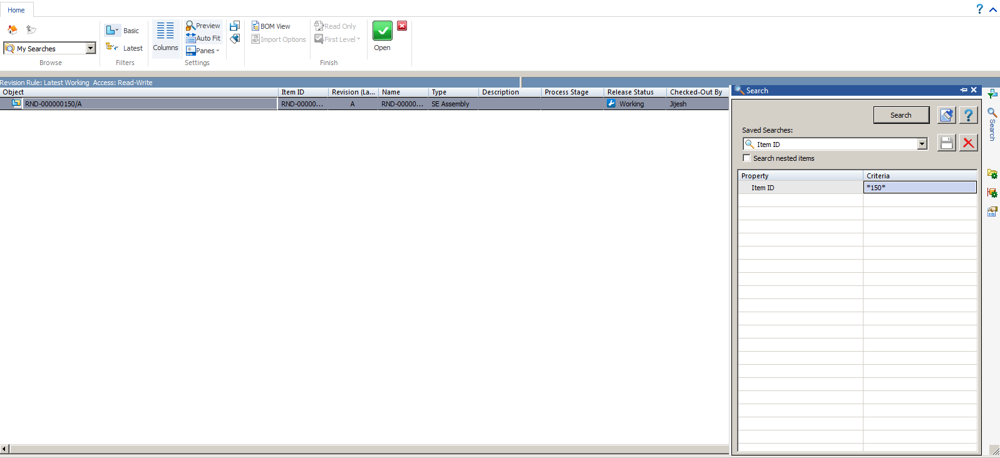 Home
?
Basic
Latest
My Searches
Browse
Filters
Columns
Preview
Auto Fit
Panes
Settings
BOM View
Import Options
Read Only
First Level
Open
Finish
Revision Rule: Latest Working  Access: Read-Write
Object Item ID Revision (La... Name Type Description Process Stage Release Status Checked-Out By
RND-000000150/A RND-00000... A RND-00000... SE Assembly Working Jijesh
Search
Search
?
Saved Searches:
Item ID
Search nested items
Property Criteria
Item ID *150*
Search